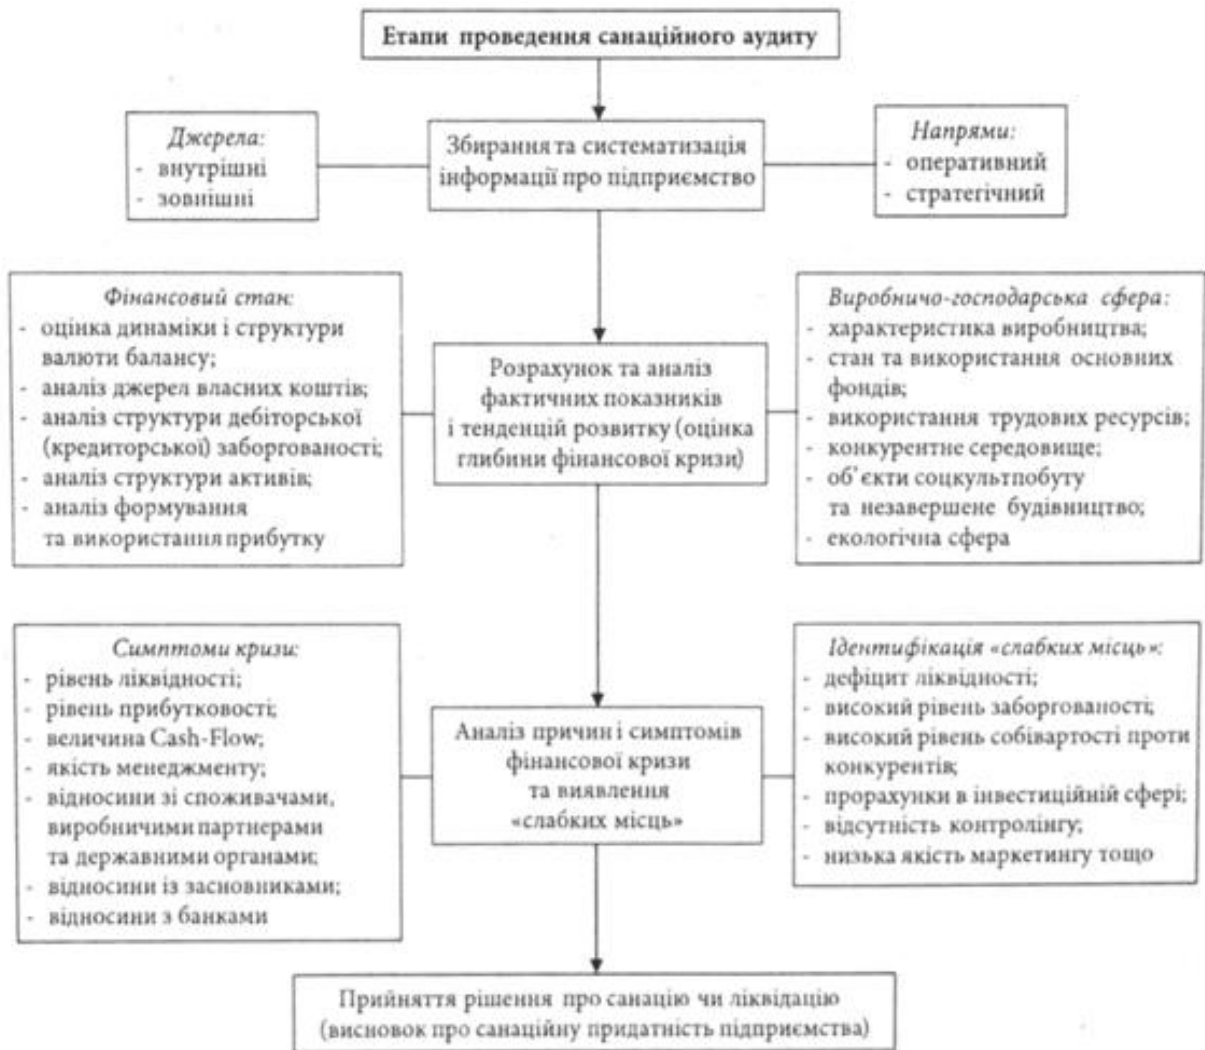 Етапи проведення санаційного аудиту
Джерела:
- внутрішні
- зовнішні
Збирання та систематизація
інформації про підприємство
Напрями:
- оперативний
- стратегічний
Фінансовий стан:
- оцінка динаміки і структури
валюти балансу;
- аналіз джерел власних коштів;
- аналіз структури дебіторської
(кредиторської) заборгованості;
- аналіз структури активів;
- аналіз формування
та використання прибутку
Розрахунок та аналіз
фактичних показників
і тенденцій розвитку (оцінка
глибини фінансової кризи)
Виробничо-господарська сфера:
- характеристика виробництва;
- стан та використання основних
фондів;
- використання трудових ресурсів;
- конкурентне середовище;
- об'єкти соцкультпобуту
та незавершене будівництво;
- екологічна сфера
Симптоми кризи:
- рівень ліквідності;
- рівень прибутковості;
- величина Cash-Flow;
- якість менеджменту;
- відносини зі споживачами,
виробничими партнерами
та державними органами;
- відносини із засновниками;
- відносини з банками
Аналіз причин і симптомів
фінансової кризи
та виявлення
«слабких місць»
Ідентифікація «слабких місць»:
- дефіцит ліквідності;
- високий рівень заборгованості;
- високий рівень собівартості проти
конкурентів;
- прорахунки в інвестиційній сфері;
- відсутність контролінгу;
- низька якість маркетингу тощо
Прийняття рішення про санацію чи ліквідацію
(висновок про санаційну придатність підприємства)